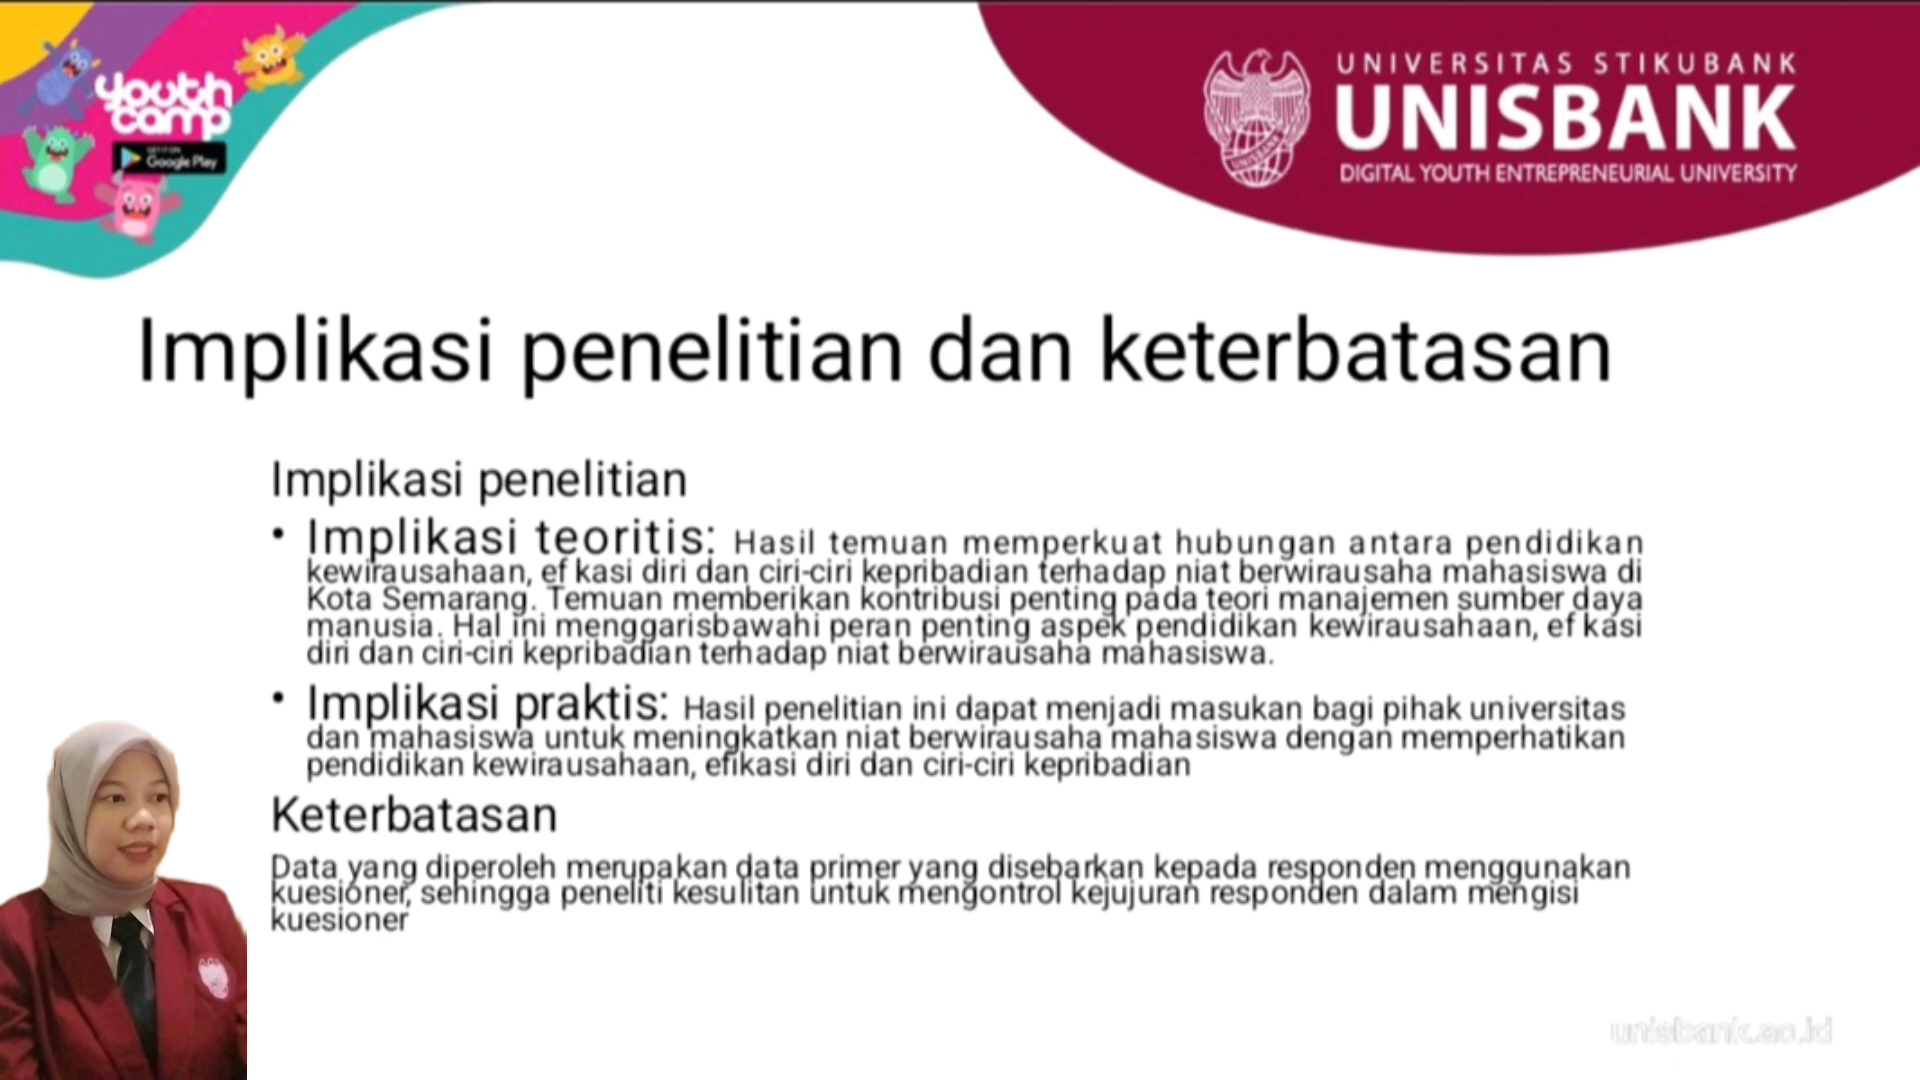 youth
camp
GET IT ON
Google Play
UNIVERSITAS STIKUBANK
UNISBANK
DIGITAL YOUTH ENTREPRENEURIAL UNIVERSITY
UNISBANK
Implikasi penelitian dan keterbatasan
Implikasi penelitian
• Implikasi teoritis: Hasil temuan memperkuat hubungan antara pendidikan
kewirausahaan, ef kasi diri dan ciri-ciri kepribadian terhadap niat berwirausaha mahasiswa di
Kota Semarang. Temuan memberikan kontribusi penting pada teori manajemen sumber daya
manusia. Hal ini menggarisbawahi peran penting aspek pendidikan kewirausahaan, ef kasi
diri dan ciri-ciri kepribadian terhadap niat berwirausaha mahasiswa.
• Implikasi praktis: Hasil penelitian ini dapat menjadi masukan bagi pihak universitas
dan mahasiswa untuk meningkatkan niat berwirausaha mahasiswa dengan memperhatikan
pendidikan kewirausahaan, efikasi diri dan ciri-ciri kepribadian
Keterbatasan
Data yang diperoleh merupakan data primer yang disebarkan kepada responden menggunakan
kuesioner, sehingga peneliti kesulitan untuk mengontrol kejujuran responden dalam mengisi
kuesioner
unisbank.ac.id